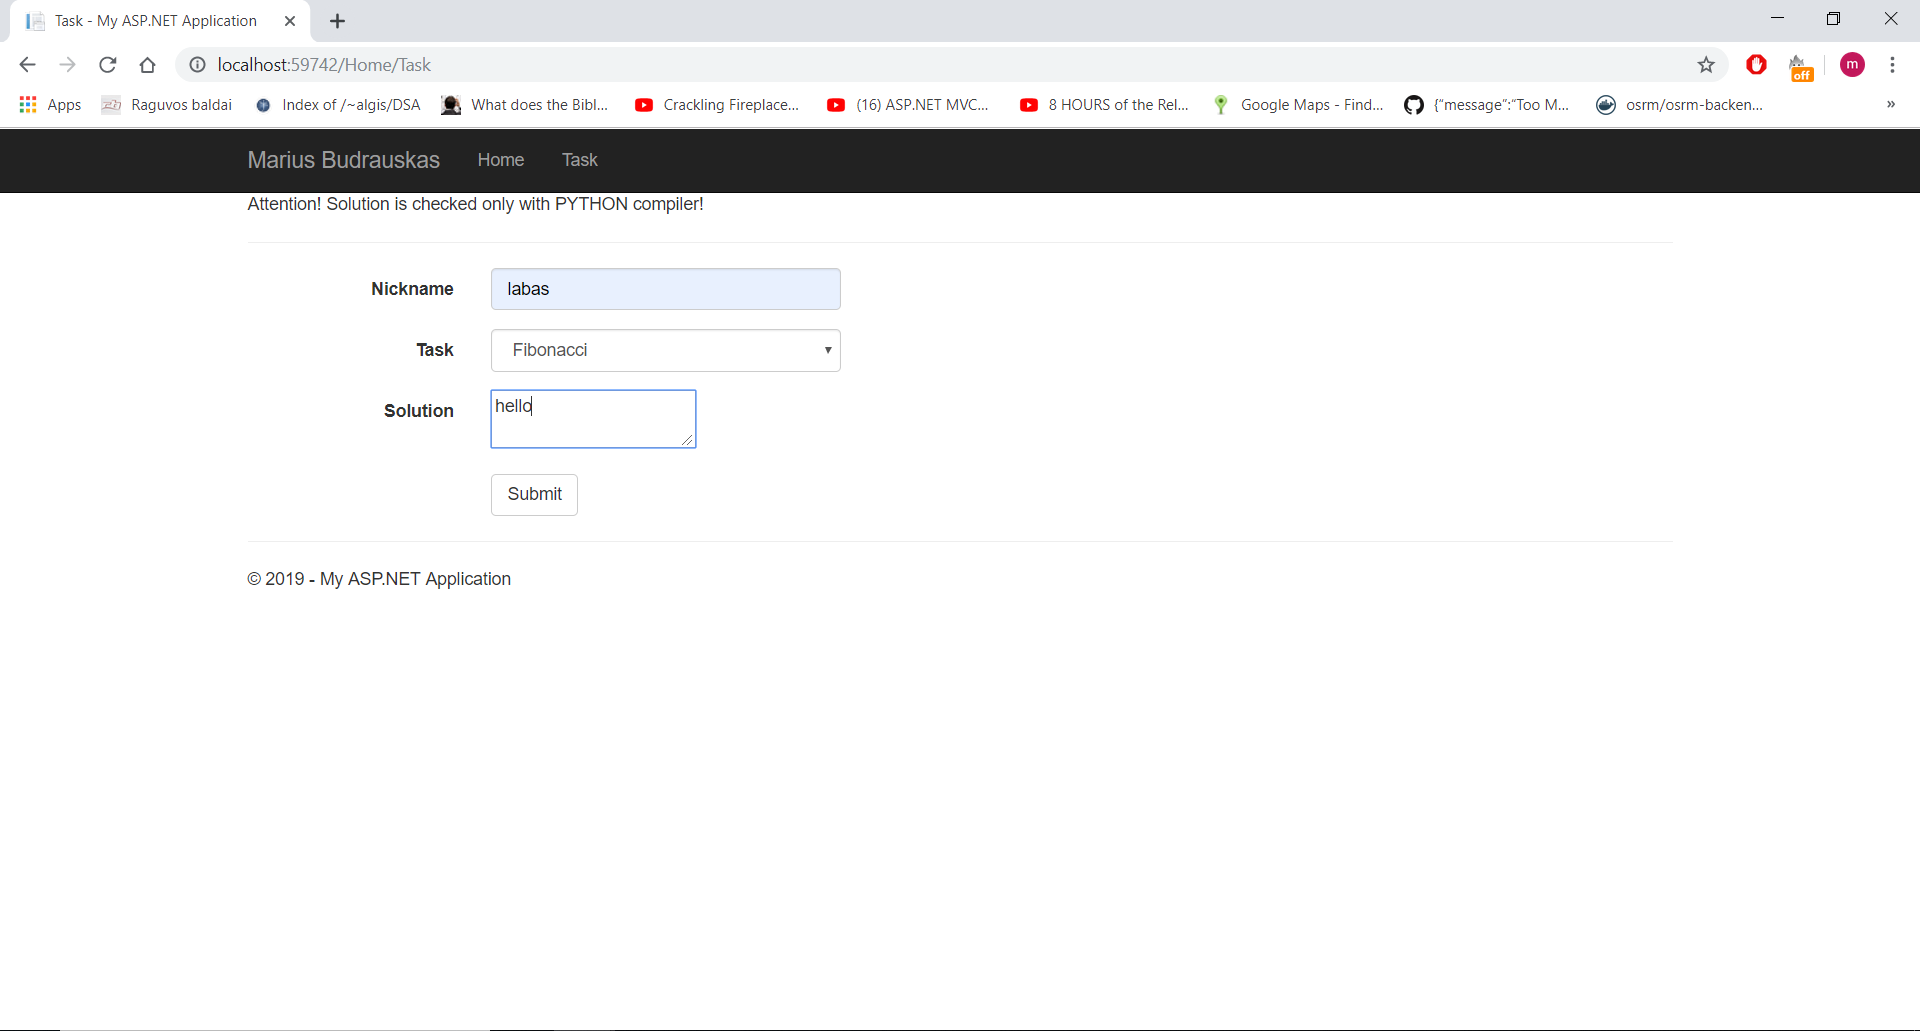 Task - My ASP.NET Application
localhost:59742/Home/Task
off
m
Apps
Raguvos baldai
Index of /~algis/DSA
What does the Bibl...
Crackling Fireplace...
(16) ASP.NET MVC...
8 HOURS of the Rel...
Google Maps - Find...
{"message":"Too M...
osrm/osrm-backen...
»
Marius Budrauskas
Home
Task
Attention! Solution is checked only with PYTHON compiler!
Nickname
labas
Task
Fibonacci
Solution
hello
Submit
© 2019 - My ASP.NET Application